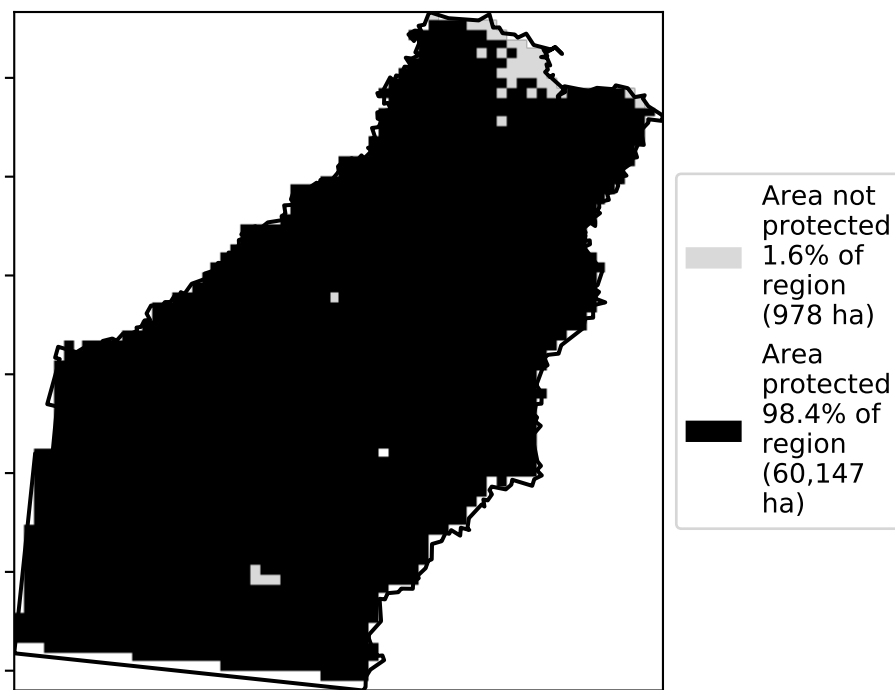 Area not
protected
1.6% of
region
(978 ha)
Area
protected
98.4% of
region
(60,147
ha)